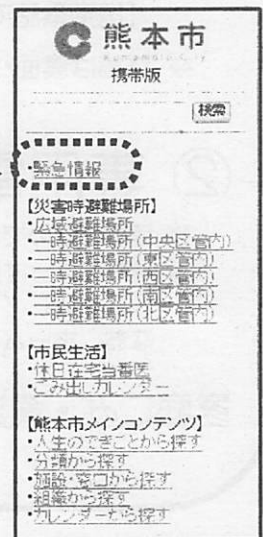 熊本市
Kumamoto City
携帯版
検索
・緊急情報
【災害時避難場所】
・広域避難場所
・一時避難場所(中央区管内)
・一時避難場所(東区管内)
・一時避難場所(西区管内)
・一時避難場所(南区管内)
・一時避難場所(北区管内)
【市民生活】
・休日在宅当番医
・ごみ出しカレンダー
【熊本市メインコンテンツ】
・人生のできごとから探す
・分類から探す
・施設・窓口から探す
・組織から探す
・カレンダーから探す